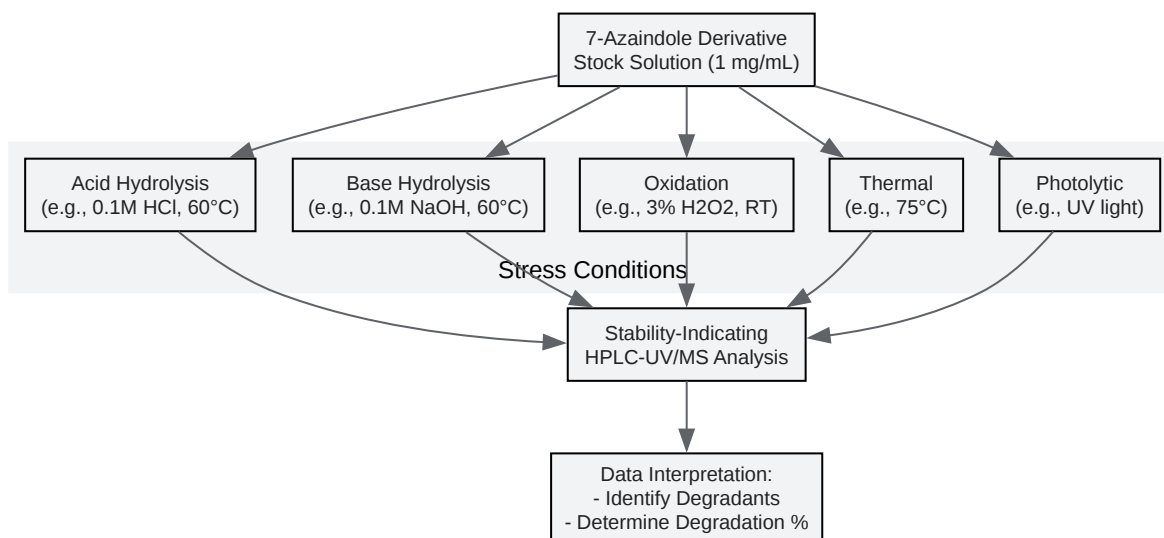 7-Azaindole Derivative
Stock Solution (1 mg/mL)
Acid Hydrolysis
(e.g., 0.1M HCl, 60°C)
Base Hydrolysis
(e.g., 0.1M NaOH, 60°C)
Oxidation
(e.g., 3% H2O2, RT)
Thermal
(e.g., 75°C)
Photolytic
(e.g., UV light)
Stress Conditions
Stability-Indicating
HPLC-UV/MS Analysis
Data Interpretation:
- Identify Degradants
- Determine Degradation %